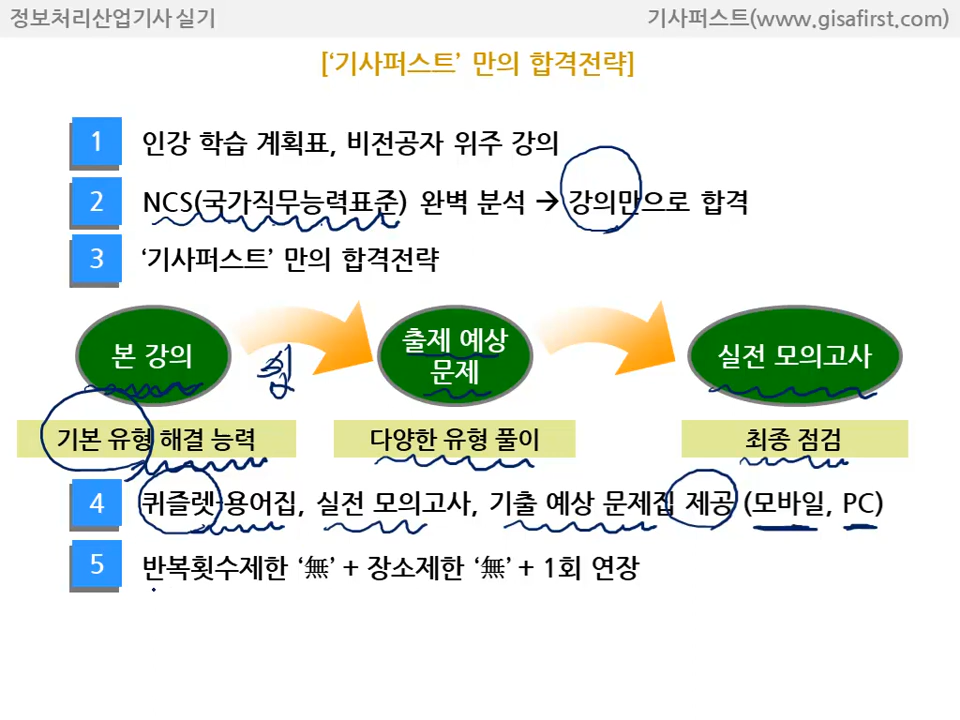 정보처리산업기사 실기
기사퍼스트(www.gisafirst.com)
[‘기사퍼스트’ 만의 합격전략]
1 인강 학습 계획표, 비전공자 위주 강의
2 NCS(국가직무능력표준) 완벽 분석 → 강의만으로 합격
3 ‘기사퍼스트’ 만의 합격전략
본 강의
출제 예상
문제
실전 모의고사
힘
기본 유형 해결 능력
다양한 유형 풀이
최종 점검
4 퀴즐렛-용어집, 실전 모의고사, 기출 예상 문제집 제공 (모바일, PC)
5 반복횟수제한 ‘無’ + 장소제한 ‘無’ + 1회 연장